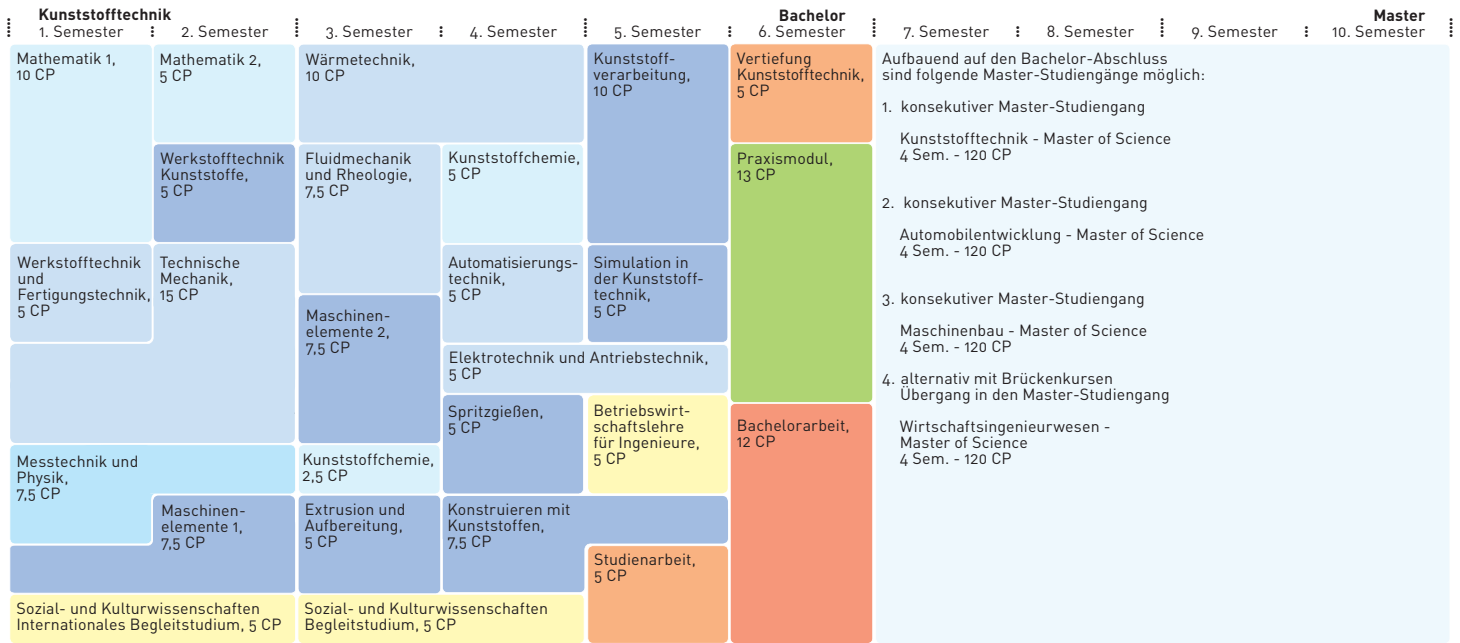 Kunststofftechnik
Bachelor
Master
1. Semester
2. Semester
3. Semester
4. Semester
5. Semester
6. Semester
7. Semester
8. Semester
9. Semester
10. Semester
Mathematik 1,
10 CP
Mathematik 2,
5 CP
Wärmetechnik,
10 CP
Kunststoff-
verarbeitung,
10 CP
Vertiefung
Kunststofftechnik,
5 CP
Werkstofftechnik
Kunststoffe,
5 CP
Fluidmechanik
und Rheologie,
7,5 CP
Kunststoffchemie,
5 CP
Praxismodul,
13 CP
Werkstofftechnik
und
Fertigungstechnik,
5 CP
Technische
Mechanik,
15 CP
Automatisierungs-
technik,
5 CP
Simulation in
der Kunststoff-
technik,
5 CP
Maschinen-
elemente 2,
7,5 CP
Elektrotechnik und Antriebstechnik,
5 CP
Spritzgießen,
5 CP
Betriebswirt-
schaftslehre
für Ingenieure,
5 CP
Bachelorarbeit,
12 CP
Messtechnik und
Physik,
7,5 CP
Kunststoffchemie,
2,5 CP
Maschinen-
elemente 1,
7,5 CP
Extrusion und
Aufbereitung,
5 CP
Konstruieren mit
Kunststoffen,
7,5 CP
Studienarbeit,
5 CP
Sozial- und Kulturwissenschaften
Internationales Begleitstudium, 5 CP
Sozial- und Kulturwissenschaften
Begleitstudium, 5 CP
Aufbauend auf den Bachelor-Abschluss
sind folgende Master-Studiengänge möglich:
1. konsekutiver Master-Studiengang
Kunststofftechnik - Master of Science
4 Sem. - 120 CP
2. konsekutiver Master-Studiengang
Automobilentwicklung - Master of Science
4 Sem. - 120 CP
3. konsekutiver Master-Studiengang
Maschinenbau - Master of Science
4 Sem. - 120 CP
4. alternativ mit Brückenkursen
Übergang in den Master-Studiengang
Wirtschaftsingenieurwesen -
Master of Science
4 Sem. - 120 CP